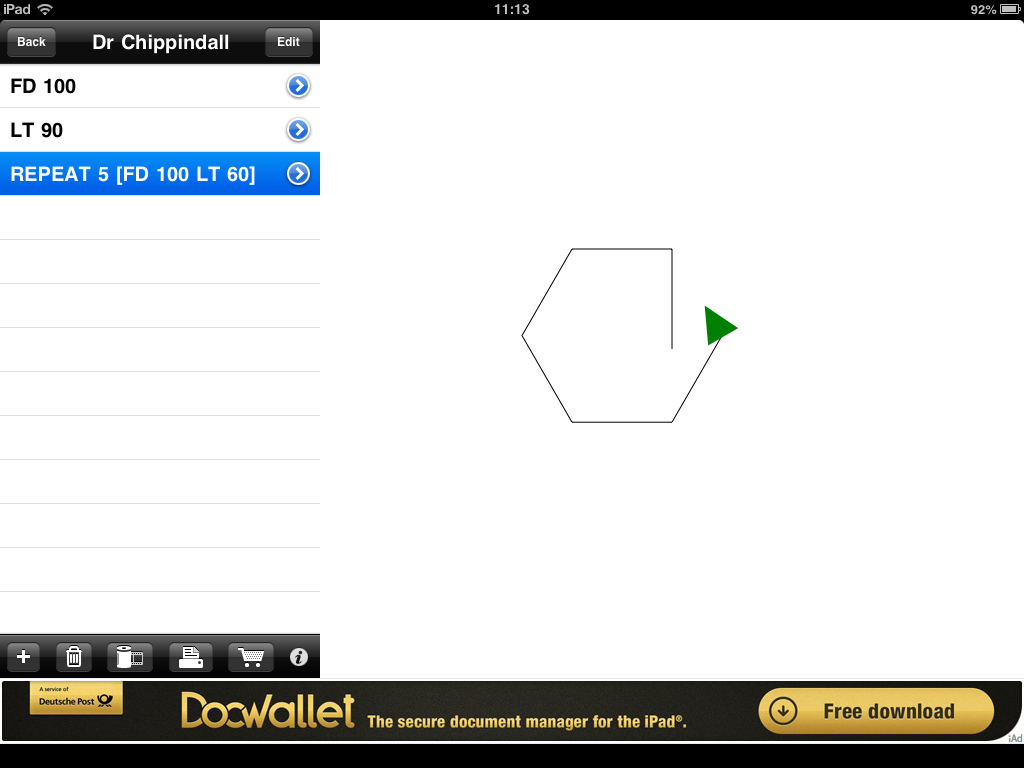 iPad 11:13 92%
Back Dr Chippindall Edit
FD 100
LT 90
REPEAT 5 [FD 100 LT 60]
A service of
Deutsche Post
DocWallet The secure document manager for the iPad®.
Free download
iAd